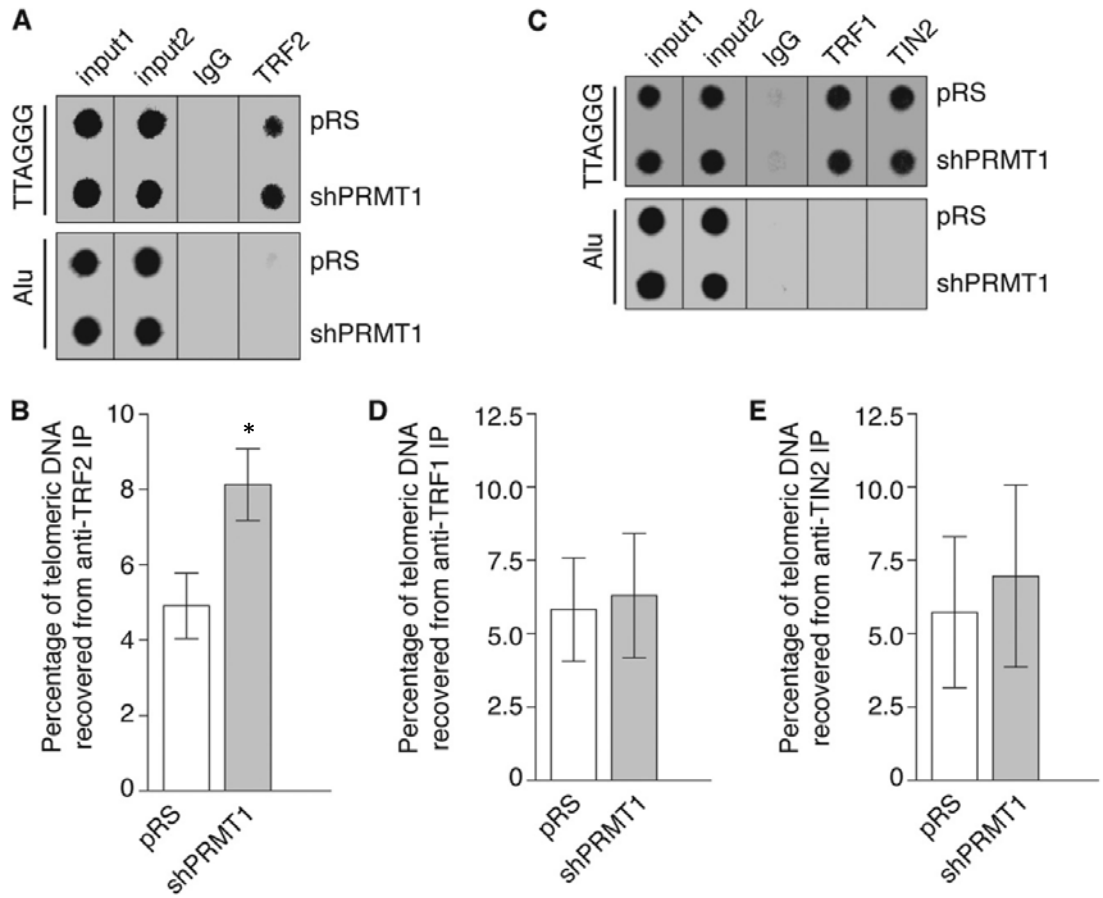 A
input1 input2 IgG TRF2
TTAGGG
pRS
shPRMT1
Alu
pRS
shPRMT1
C
input1 input2 IgG TRF1 TIN2
TTAGGG
pRS
shPRMT1
Alu
pRS
shPRMT1
B
Percentage of telomeric DNA
recovered from anti-TRF2 IP
10
8
6
4
2
0
*
pRS
shPRMT1
D
Percentage of telomeric DNA
recovered from anti-TRF1 IP
12.5
10.0
7.5
5.0
2.5
0
pRS
shPRMT1
E
Percentage of telomeric DNA
recovered from anti-TIN2 IP
12.5
10.0
7.5
5.0
2.5
0
pRS
shPRMT1